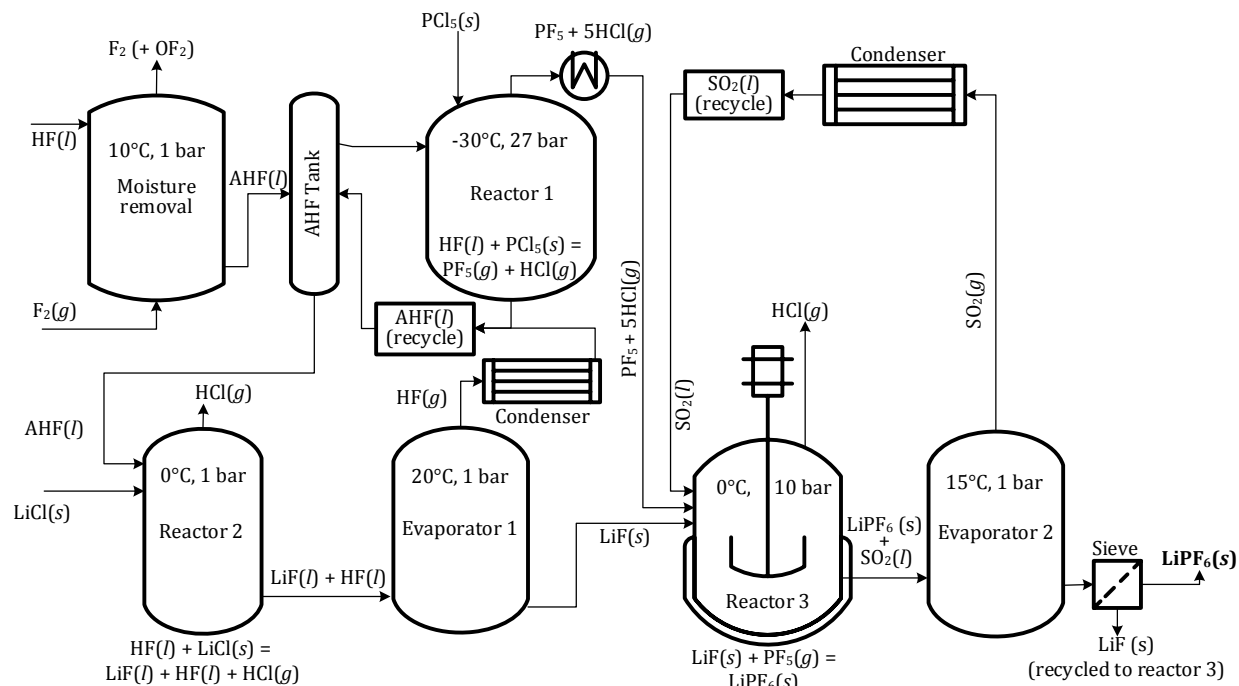 F₂ (+ OF₂)
HF(l)
10°C, 1 bar
Moisture
removal
AHF(l)
F₂(g)
AHF Tank
PCl₅(s)
PF₅ + 5HCl(g)
-30°C, 27 bar
Reactor 1
HF(l) + PCl₅(s) =
PF₅(g) + HCl(g)
AHF(l)
(recycle)
HF(g)
Condenser
PF₅ + 5HCl(g)
SO₂(l)
(recycle)
Condenser
SO₂(l)
SO₂(g)
HCl(g)
AHF(l)
HCl(g)
LiCl(s)
0°C, 1 bar
Reactor 2
LiF(l) + HF(l)
HF(l) + LiCl(s) =
LiF(l) + HF(l) + HCl(g)
20°C, 1 bar
Evaporator 1
LiF(s)
0°C, 10 bar
Reactor 3
LiF(s) + PF₅(g) =
LiPF₆(s)
LiPF₆ (s)
+
SO₂(l)
15°C, 1 bar
Evaporator 2
Sieve
LiPF₆(s)
LiF (s)
(recycled to reactor 3)